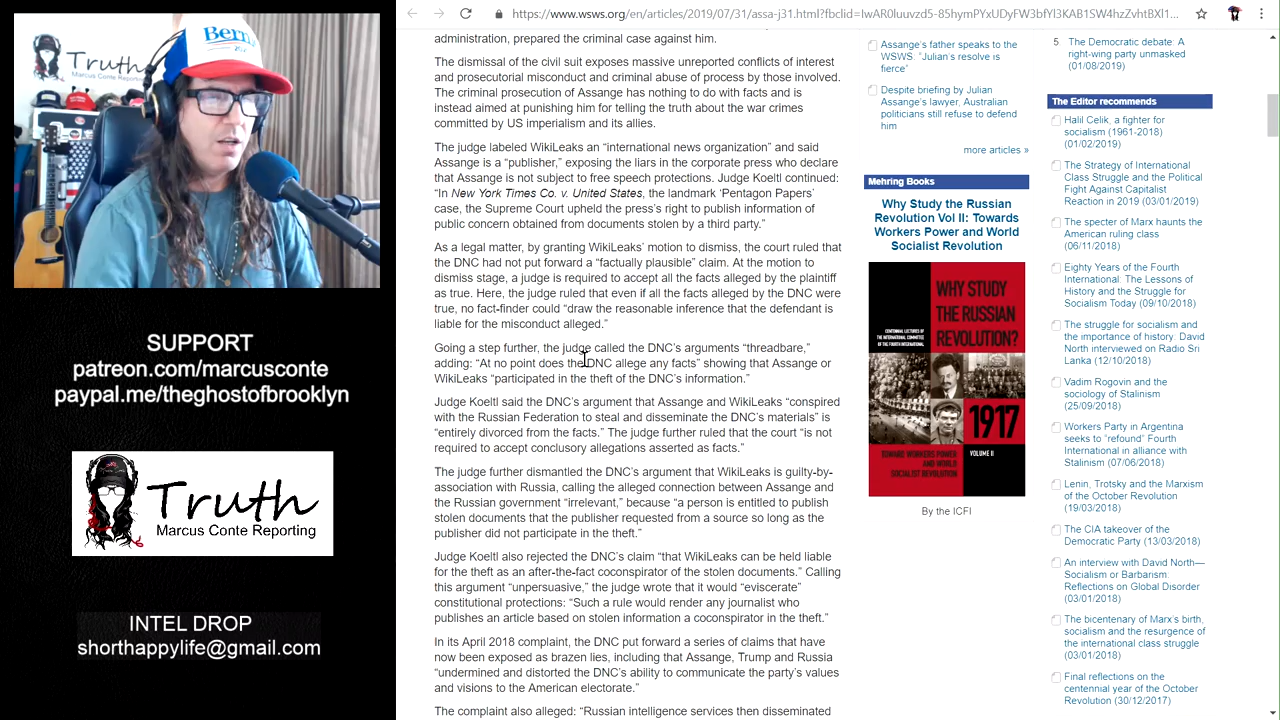 https://www.wsws.org/en/articles/2019/07/31/assa-j31.html?fbclid=IwAR0luuvzd5-85hymPYxUDyFW3bfYl3KAB1SW4hzZvhtBXl1...
Bernie
Truth
Marcus Conte Reporting
SUPPORT
patreon.com/marcusconte
paypal.me/theghostofbrooklyn
Truth
Marcus Conte Reporting
INTEL DROP
shorthappylife@gmail.com
administration, prepared the criminal case against him.
The dismissal of the civil suit exposes massive unreported conflicts of interest
and prosecutorial misconduct and criminal abuse of process by those involved.
The criminal prosecution of Assange has nothing to do with facts and is
instead aimed at punishing him for telling the truth about the war crimes
committed by US imperialism and its allies.
The judge labeled WikiLeaks an “international news organization” and said
Assange is a “publisher,” exposing the liars in the corporate press who declare
that Assange is not subject to free speech protections. Judge Koeltl continued:
“In New York Times Co. v. United States, the landmark ‘Pentagon Papers’
case, the Supreme Court upheld the press’s right to publish information of
public concern obtained from documents stolen by a third party.”
As a legal matter, by granting WikiLeaks’ motion to dismiss, the court ruled that
the DNC had not put forward a “factually plausible” claim. At the motion to
dismiss stage, a judge is required to accept all the facts alleged by the plaintiff
as true. Here, the judge ruled that even if all the facts alleged by the DNC were
true, no fact-finder could “draw the reasonable inference that the defendant is
liable for the misconduct alleged.”
Going a step further, the judge called the DNC’s arguments “threadbare,”
adding: “At no point does the DNC allege any facts” showing that Assange or
WikiLeaks “participated in the theft of the DNC’s information.”
Judge Koeltl said the DNC’s argument that Assange and WikiLeaks “conspired
with the Russian Federation to steal and disseminate the DNC’s materials” is
“entirely divorced from the facts.” The judge further ruled that the court “is not
required to accept conclusory allegations asserted as facts.”
The judge further dismantled the DNC’s argument that WikiLeaks is guilty-by-
association with Russia, calling the alleged connection between Assange and
the Russian government “irrelevant,” because “a person is entitled to publish
stolen documents that the publisher requested from a source so long as the
publisher did not participate in the theft.”
Judge Koeltl also rejected the DNC’s claim “that WikiLeaks can be held liable
for the theft as an after-the-fact coconspirator of the stolen documents.” Calling
this argument “unpersuasive,” the judge wrote that it would “eviscerate”
constitutional protections: “Such a rule would render any journalist who
publishes an article based on stolen information a coconspirator in the theft.”
In its April 2018 complaint, the DNC put forward a series of claims that have
now been exposed as brazen lies, including that Assange, Trump and Russia
“undermined and distorted the DNC’s ability to communicate the party’s values
and visions to the American electorate.”
The complaint also alleged: “Russian intelligence services then disseminated
Assange’s father speaks to the
WSWS: “Julian’s resolve is
fierce”
Despite briefing by Julian
Assange’s lawyer, Australian
politicians still refuse to defend
him
more articles »
Mehring Books
Why Study the Russian
Revolution Vol II: Towards
Workers Power and World
Socialist Revolution
WHY STUDY
THE RUSSIAN
REVOLUTION?
CENTENNIAL LECTURES OF
THE INTERNATIONAL COMMITTEE
OF THE FOURTH INTERNATIONAL
1917
VOLUME II
TOWARDS WORKERS
POWER AND WORLD
SOCIALIST REVOLUTION
By the ICFI
5 The Democratic debate: A
right-wing party unmasked
(01/08/2019)
The Editor recommends
Halil Celik, a fighter for
socialism (1961-2018)
(01/02/2019)
The Strategy of International
Class Struggle and the Political
Fight Against Capitalist
Reaction in 2019 (03/01/2019)
The specter of Marx haunts the
American ruling class
(06/11/2018)
Eighty Years of the Fourth
International: The Lessons of
History and the Struggle for
Socialism Today (09/10/2018)
The struggle for socialism and
the importance of history: David
North interviewed on Radio Sri
Lanka (12/10/2018)
Vadim Rogovin and the
sociology of Stalinism
(25/09/2018)
Workers Party in Argentina
seeks to “refound” Fourth
International in alliance with
Stalinism (07/06/2018)
Lenin, Trotsky and the Marxism
of the October Revolution
(19/03/2018)
The CIA takeover of the
Democratic Party (13/03/2018)
An interview with David North—
Socialism or Barbarism:
Reflections on Global Disorder
(03/01/2018)
The bicentenary of Marx’s birth,
socialism and the resurgence of
the international class struggle
(03/01/2018)
Final reflections on the
centennial year of the October
Revolution (30/12/2017)